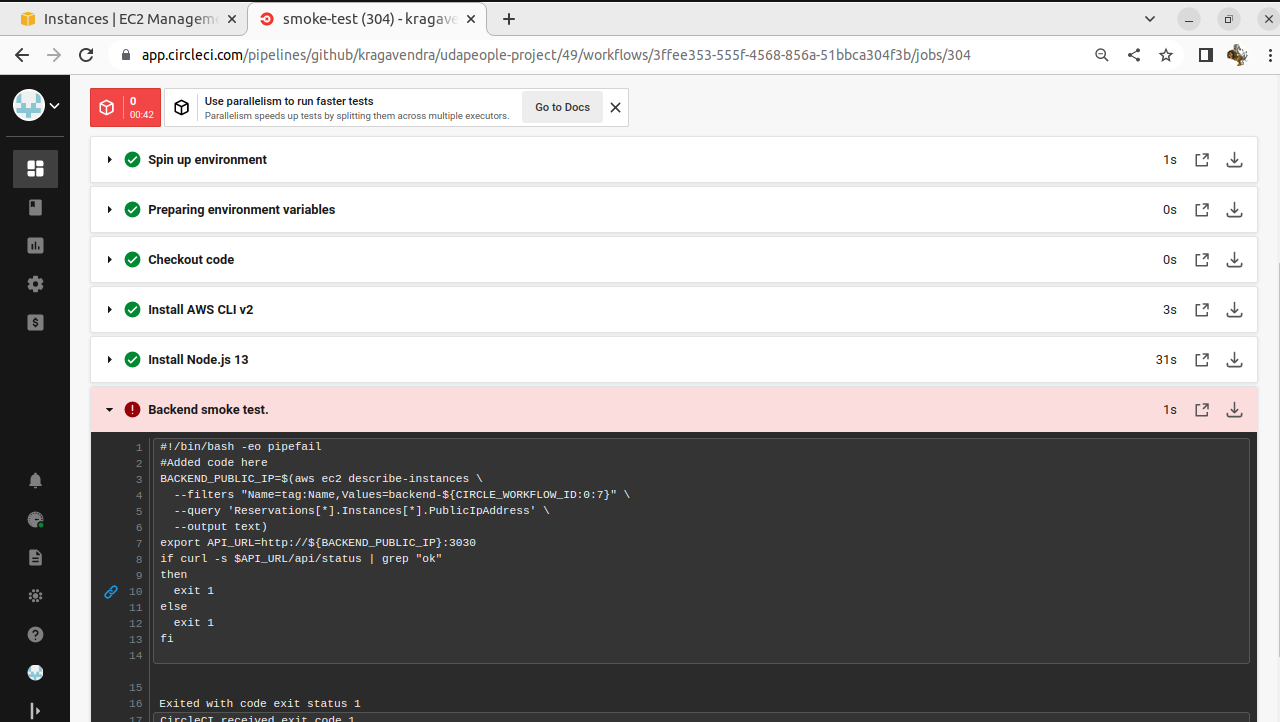 Instances | EC2 Managem
smoke-test (304) - kragave
app.circleci.com/pipelines/github/kragavendra/udapeople-project/49/workflows/3ffee353-555f-4568-856a-51bbca304f3b/jobs/304
0
00:42
Use parallelism to run faster tests
Parallelism speeds up tests by splitting them across multiple executors.
Go to Docs
Spin up environment 1s
Preparing environment variables 0s
Checkout code 0s
Install AWS CLI v2 3s
Install Node.js 13 31s
Backend smoke test. 1s
1 #!/bin/bash -eo pipefail
2 #Added code here
3 BACKEND_PUBLIC_IP=$(aws ec2 describe-instances \
4 --filters "Name=tag:Name,Values=backend-${CIRCLE_WORKFLOW_ID:0:7}" \
5 --query 'Reservations[*].Instances[*].PublicIpAddress' \
6 --output text)
7 export API_URL=http://${BACKEND_PUBLIC_IP}:3030
8 if curl -s $API_URL/api/status | grep "ok"
9 then
10 exit 1
11 else
12 exit 1
13 fi
14
15
16 Exited with code exit status 1
17 CircleCI received exit code 1